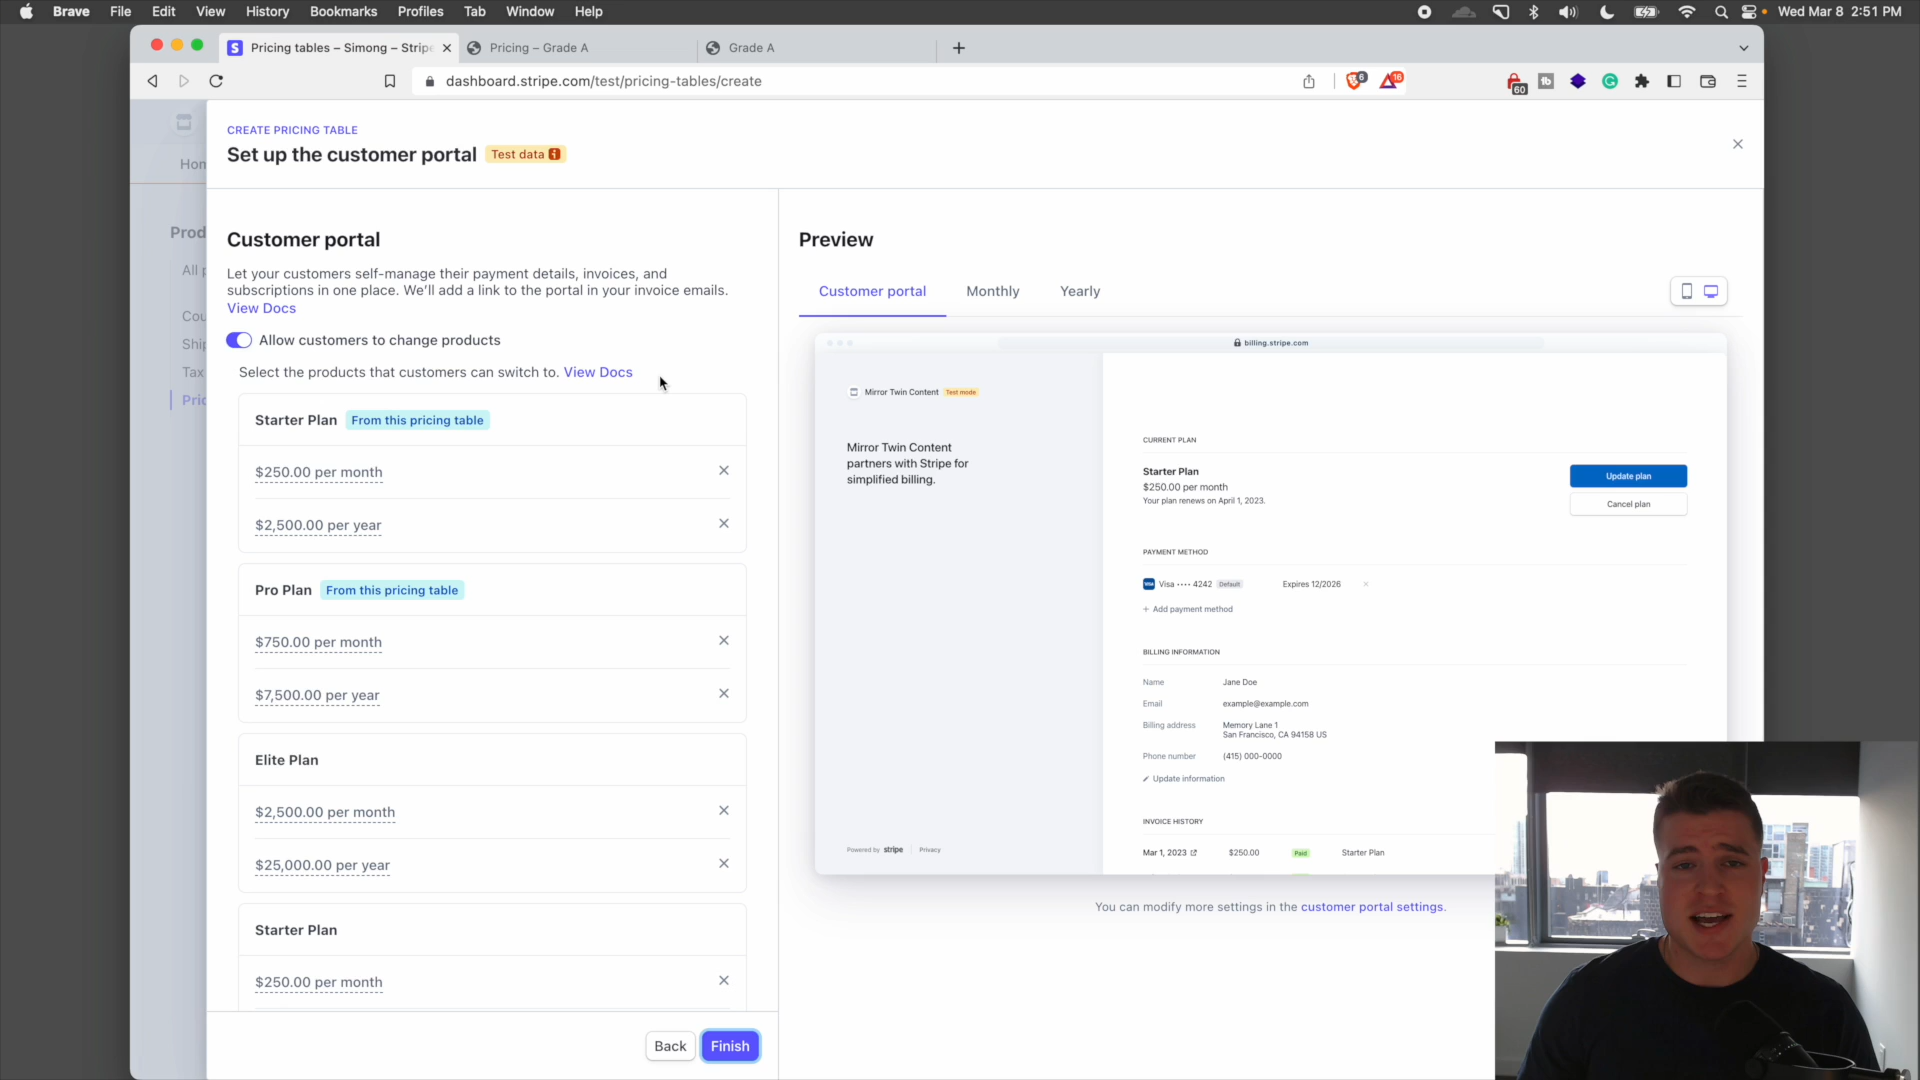 Brave File Edit View History Bookmarks Profiles Tab Window Help
Wed Mar 8 2:51 PM
Pricing tables – Simong – Stripe
Pricing – Grade A
Grade A
dashboard.stripe.com/test/pricing-tables/create
6
16
60
CREATE PRICING TABLE
Set up the customer portal Test data
Hom
Prod
All p
Cou
Ship
Tax
Pric
Customer portal
Let your customers self-manage their payment details, invoices, and
subscriptions in one place. We'll add a link to the portal in your invoice emails.
View Docs
Allow customers to change products
Select the products that customers can switch to. View Docs
Starter Plan From this pricing table
$250.00 per month
$2,500.00 per year
Pro Plan From this pricing table
$750.00 per month
$7,500.00 per year
Elite Plan
$2,500.00 per month
$25,000.00 per year
Starter Plan
$250.00 per month
Back Finish
Preview
Customer portal Monthly Yearly
billing.stripe.com
Mirror Twin Content Test mode
Mirror Twin Content
partners with Stripe for
simplified billing.
Powered by stripe Privacy
CURRENT PLAN
Starter Plan
$250.00 per month
Your plan renews on April 1, 2023.
Update plan
Cancel plan
PAYMENT METHOD
VISA Visa •••• 4242 Default Expires 12/2026
+ Add payment method
BILLING INFORMATION
Name Jane Doe
Email example@example.com
Billing address Memory Lane 1
San Francisco, CA 94158 US
Phone number (415) 000-0000
Update information
INVOICE HISTORY
Mar 1, 2023 $250.00 Paid Starter Plan
You can modify more settings in the customer portal settings.